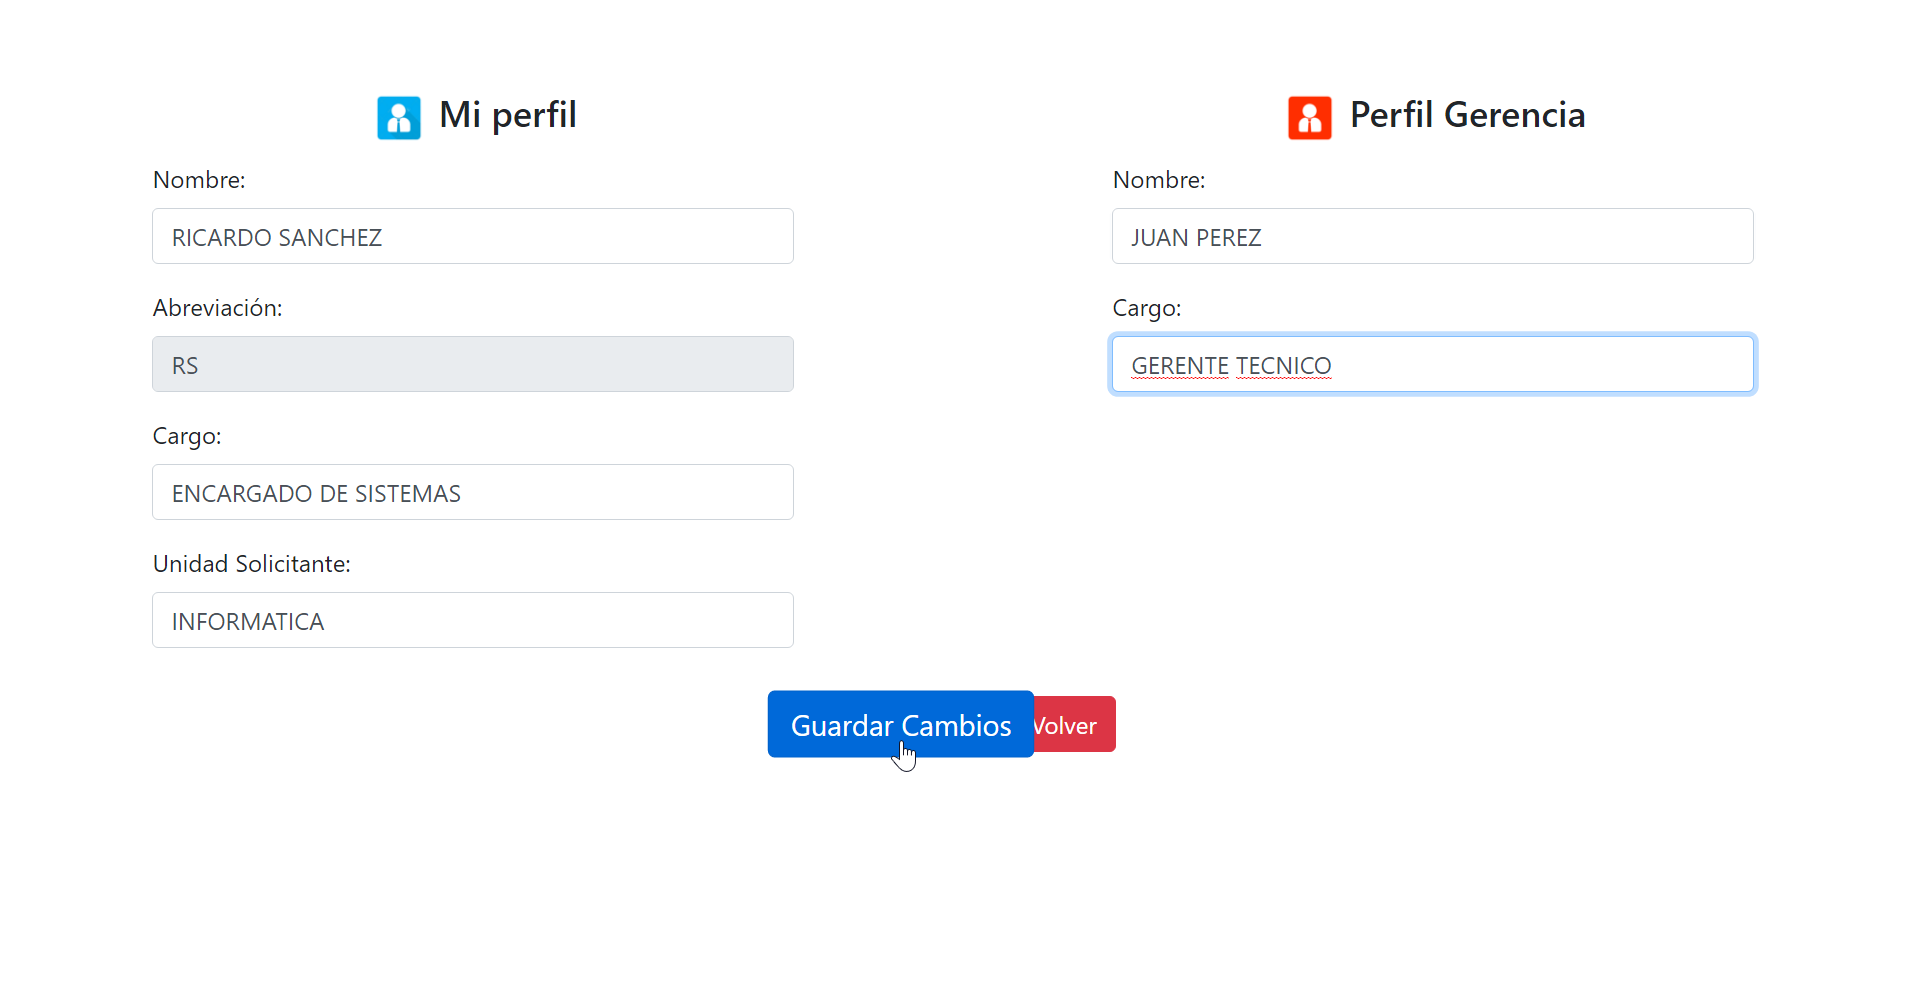 Mi perfil
Nombre:
RICARDO SANCHEZ
Abreviación:
RS
Cargo:
ENCARGADO DE SISTEMAS
Unidad Solicitante:
INFORMATICA
Perfil Gerencia
Nombre:
JUAN PEREZ
Cargo:
GERENTE TECNICO
Guardar Cambios
Volver